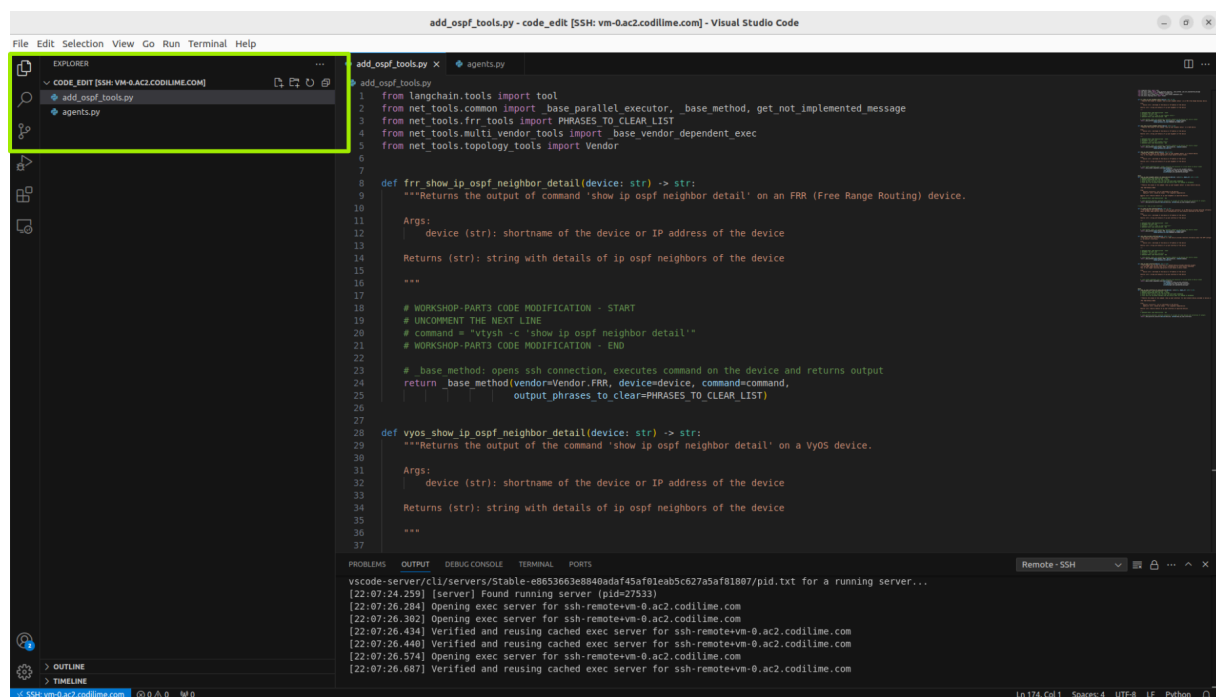 add_ospf_tools.py - code_edit [SSH: vm-0.ac2.codilime.com] - Visual Studio Code
File Edit Selection View Go Run Terminal Help
EXPLORER
CODE_EDIT [SSH: VM-0.AC2.CODILIME.COM]
add_ospf_tools.py
agents.py
OUTLINE
TIMELINE
add_ospf_tools.py agents.py
add_ospf_tools.py
1 from langchain.tools import tool
2 from net_tools.common import _base_parallel_executor, _base_method, get_not_implemented_message
3 from net_tools.frr_tools import PHRASES_TO_CLEAR_LIST
4 from net_tools.multi_vendor_tools import _base_vendor_dependent_exec
5 from net_tools.topology_tools import Vendor
6
7
8 def frr_show_ip_ospf_neighbor_detail(device: str) -> str:
9 """Returns the output of command 'show ip ospf neighbor detail' on an FRR (Free Range Routing) device.
10
11 Args:
12 device (str): shortname of the device or IP address of the device
13
14 Returns (str): string with details of ip ospf neighbors of the device
15
16 """
17
18 # WORKSHOP-PART3 CODE MODIFICATION - START
19 # UNCOMMENT THE NEXT LINE
20 # command = "vtysh -c 'show ip ospf neighbor detail'"
21 # WORKSHOP-PART3 CODE MODIFICATION - END
22
23 # _base_method: opens ssh connection, executes command on the device and returns output
24 return _base_method(vendor=Vendor.FRR, device=device, command=command,
25 output_phrases_to_clear=PHRASES_TO_CLEAR_LIST)
26
27
28 def vyos_show_ip_ospf_neighbor_detail(device: str) -> str:
29 """Returns the output of the command 'show ip ospf neighbor detail' on a VyOS device.
30
31 Args:
32 device (str): shortname of the device or IP address of the device
33
34 Returns (str): string with details of ip ospf neighbors of the device
35
36 """
37
PROBLEMS OUTPUT DEBUG CONSOLE TERMINAL PORTS Remote - SSH
vscode-server/cli/servers/Stable-e8653663e8840adaf45af01eab5c627a5af81807/pid.txt for a running server...
[22:07:24.259] [server] Found running server (pid=27533)
[22:07:26.284] Opening exec server for ssh-remote+vm-0.ac2.codilime.com
[22:07:26.302] Opening exec server for ssh-remote+vm-0.ac2.codilime.com
[22:07:26.434] Verified and reusing cached exec server for ssh-remote+vm-0.ac2.codilime.com
[22:07:26.440] Verified and reusing cached exec server for ssh-remote+vm-0.ac2.codilime.com
[22:07:26.574] Opening exec server for ssh-remote+vm-0.ac2.codilime.com
[22:07:26.687] Verified and reusing cached exec server for ssh-remote+vm-0.ac2.codilime.com
2
SSH: vm-0.ac2.codilime.com 0 0 0 Ln 174, Col 1 Spaces: 4 UTF-8 LF Python